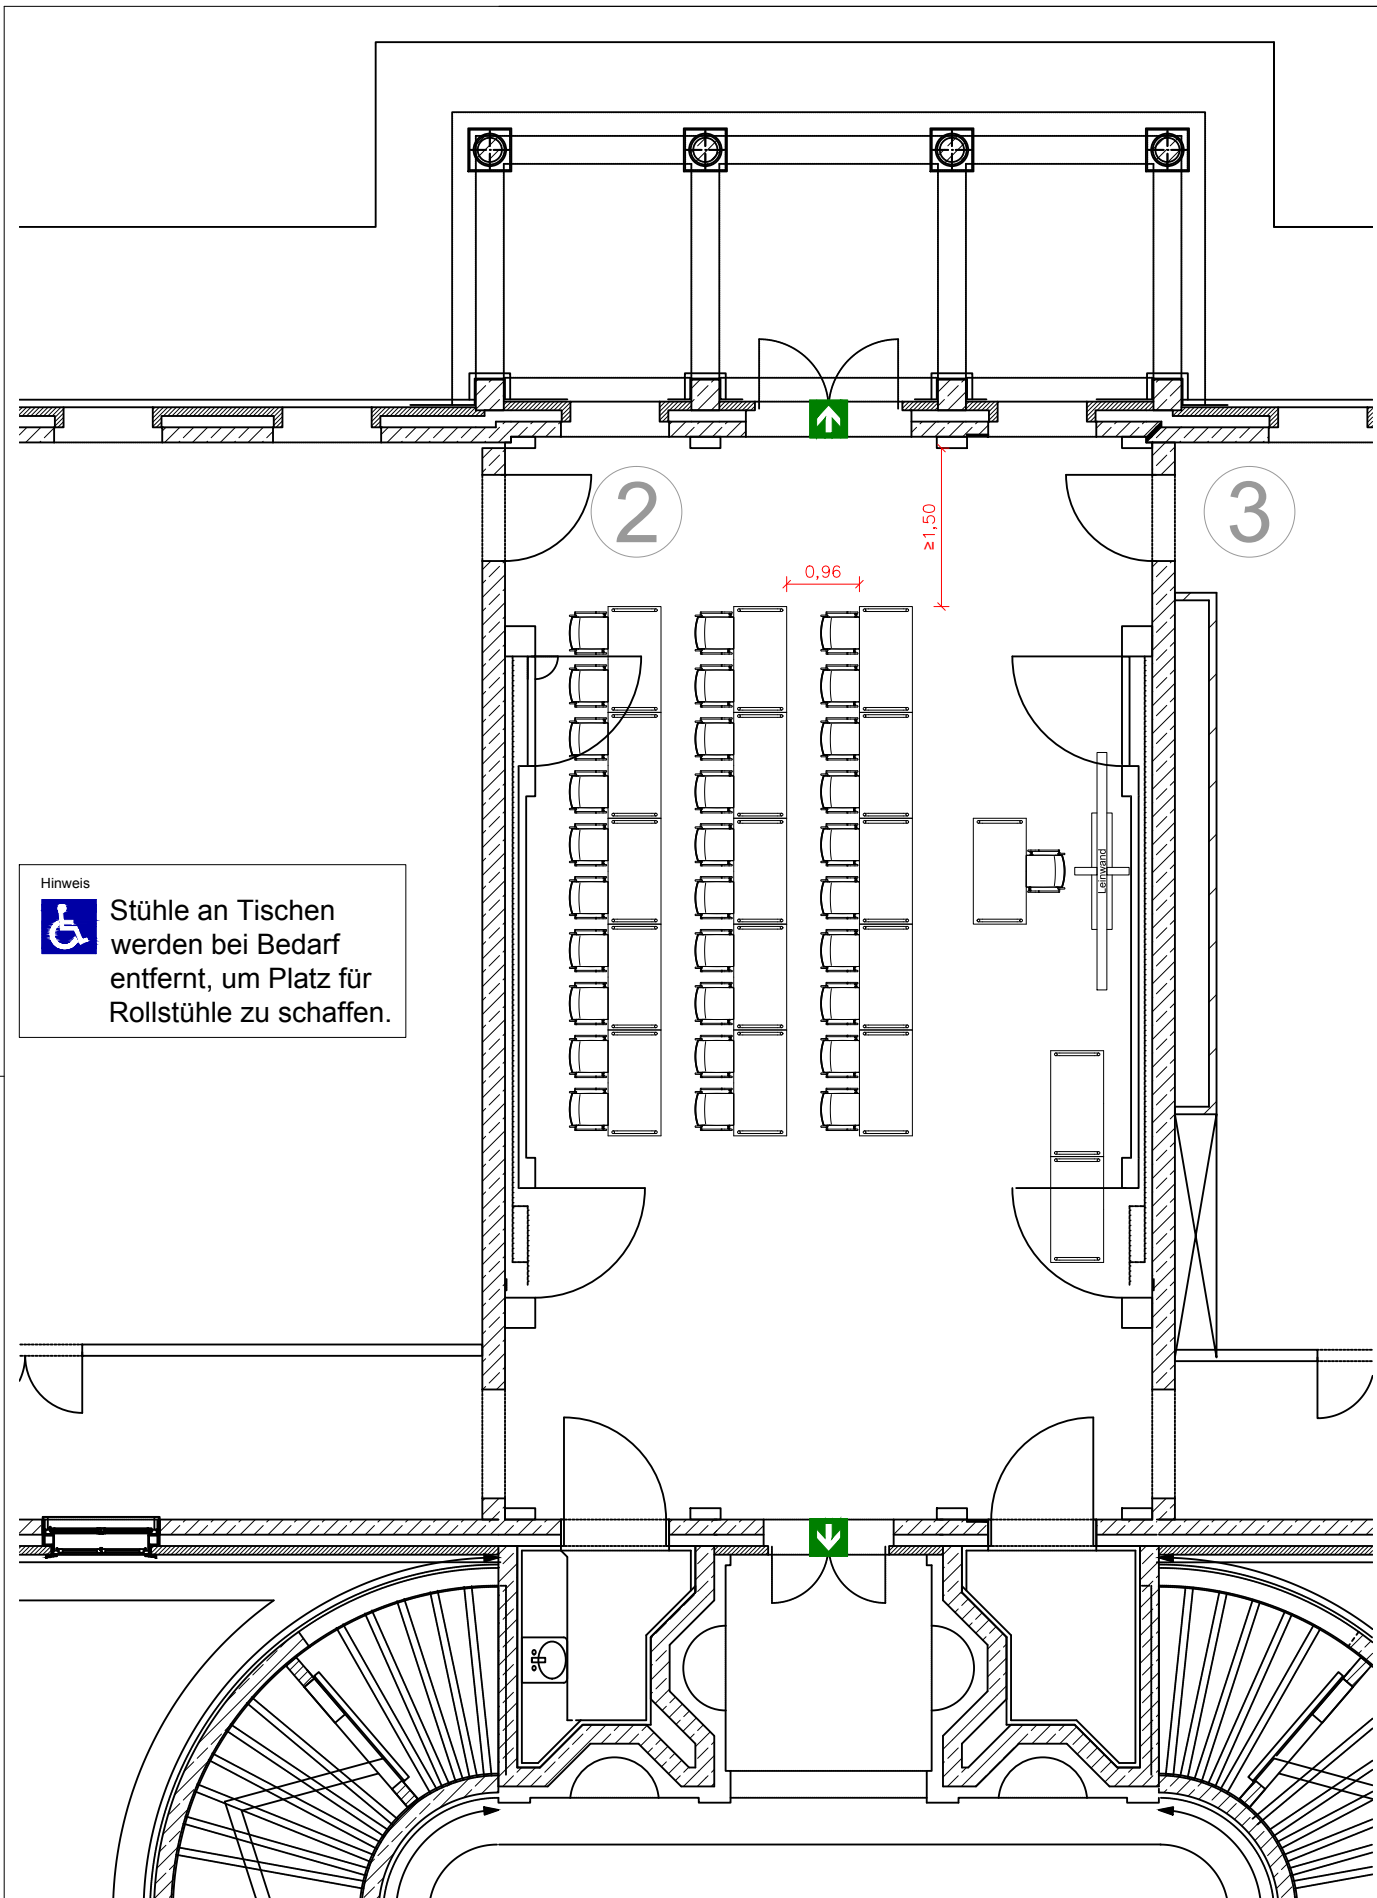 2
3
≥1,50
0,96
Leinwand
Hinweis
Stühle an Tischen
werden bei Bedarf
entfernt, um Platz für
Rollstühle zu schaffen.